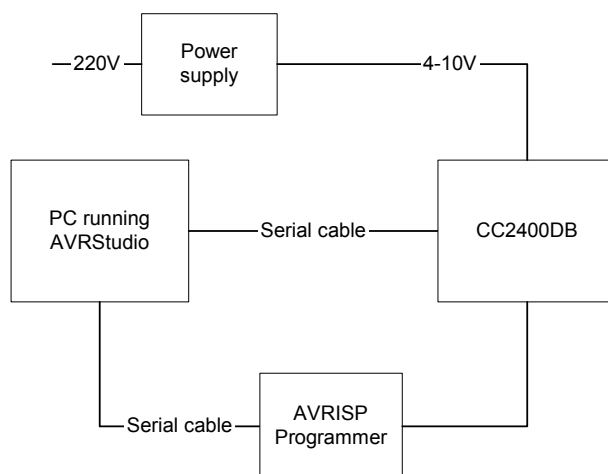 220V
Power
supply
4-10V
PC running
AVRStudio
Serial cable
CC2400DB
Serial cable
AVRISP
Programmer